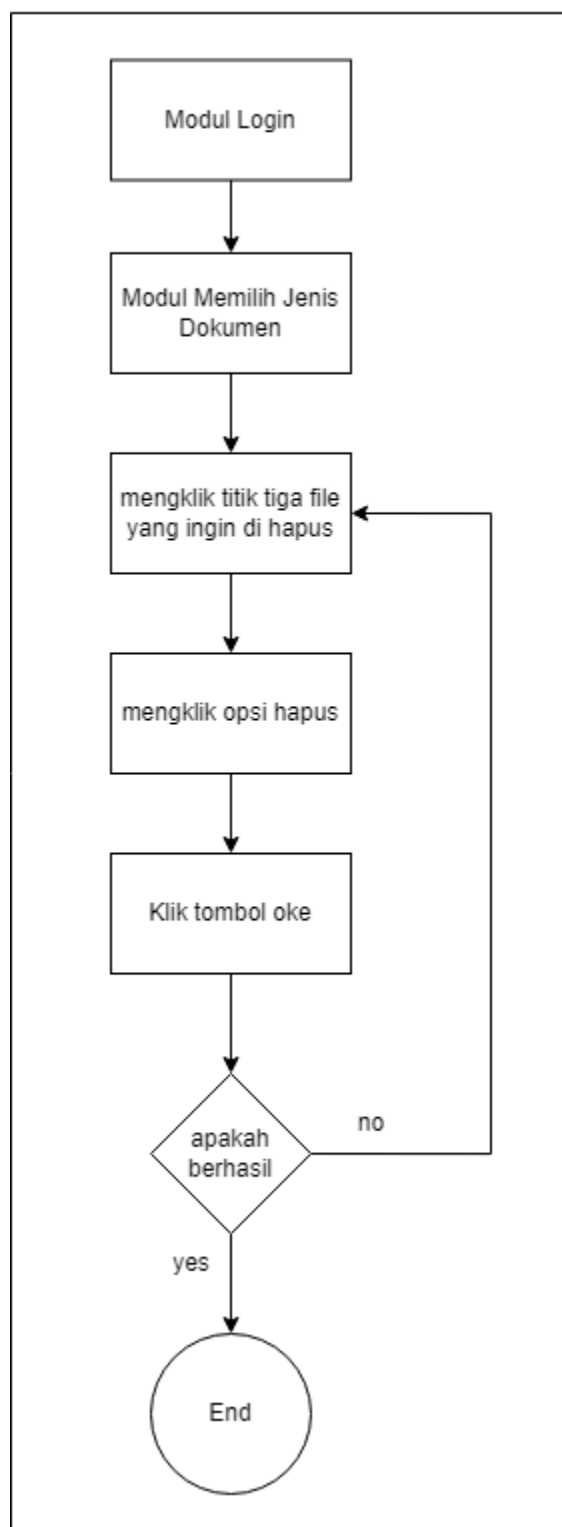 Modul Login
Modul Memilih Jenis
Dokumen
mengklik titik tiga file
yang ingin di hapus
mengklik opsi hapus
Klik tombol oke
apakah
berhasil
no
yes
End